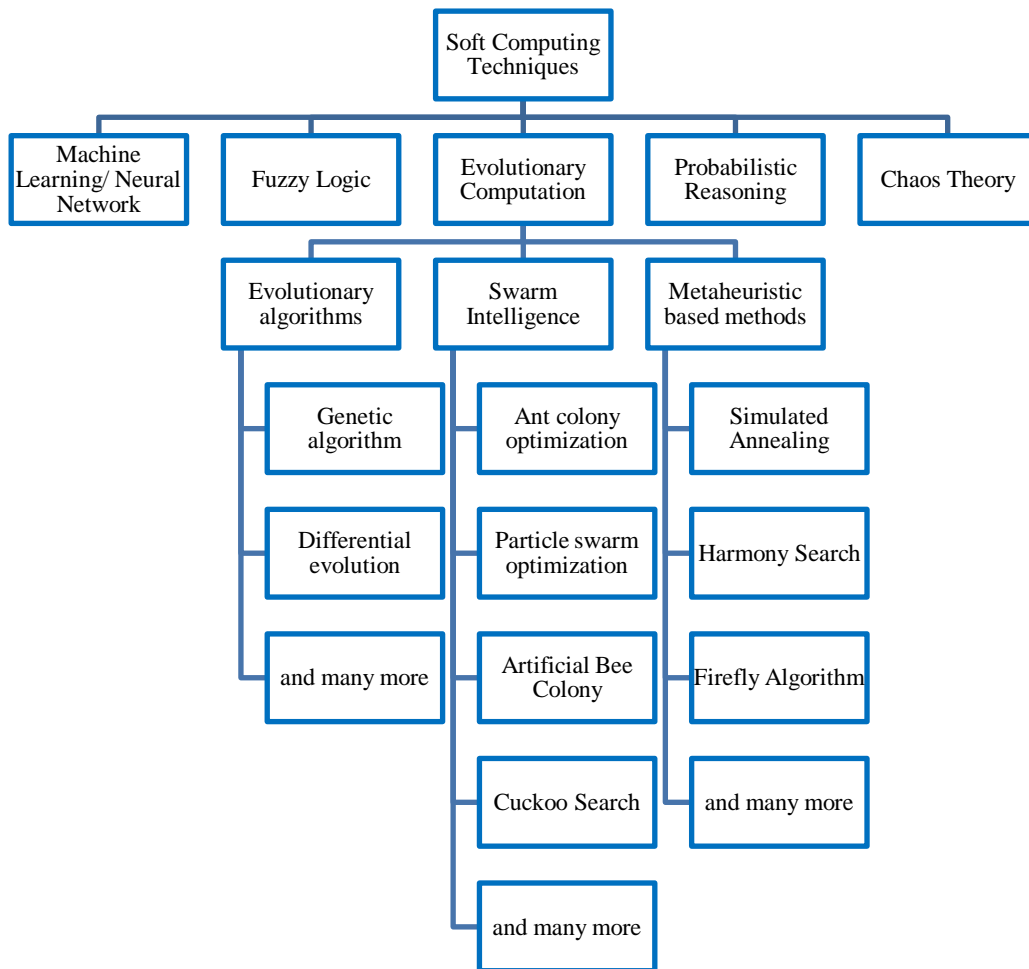 Soft Computing
Techniques
Machine
Learning/ Neural
Network
Fuzzy Logic
Evolutionary
Computation
Probabilistic
Reasoning
Chaos Theory
Evolutionary
algorithms
Swarm
Intelligence
Metaheuristic
based methods
Genetic
algorithm
Ant colony
optimization
Simulated
Annealing
Differential
evolution
Particle swarm
optimization
Harmony Search
and many more
Artificial Bee
Colony
Firefly Algorithm
Cuckoo Search
and many more
and many more